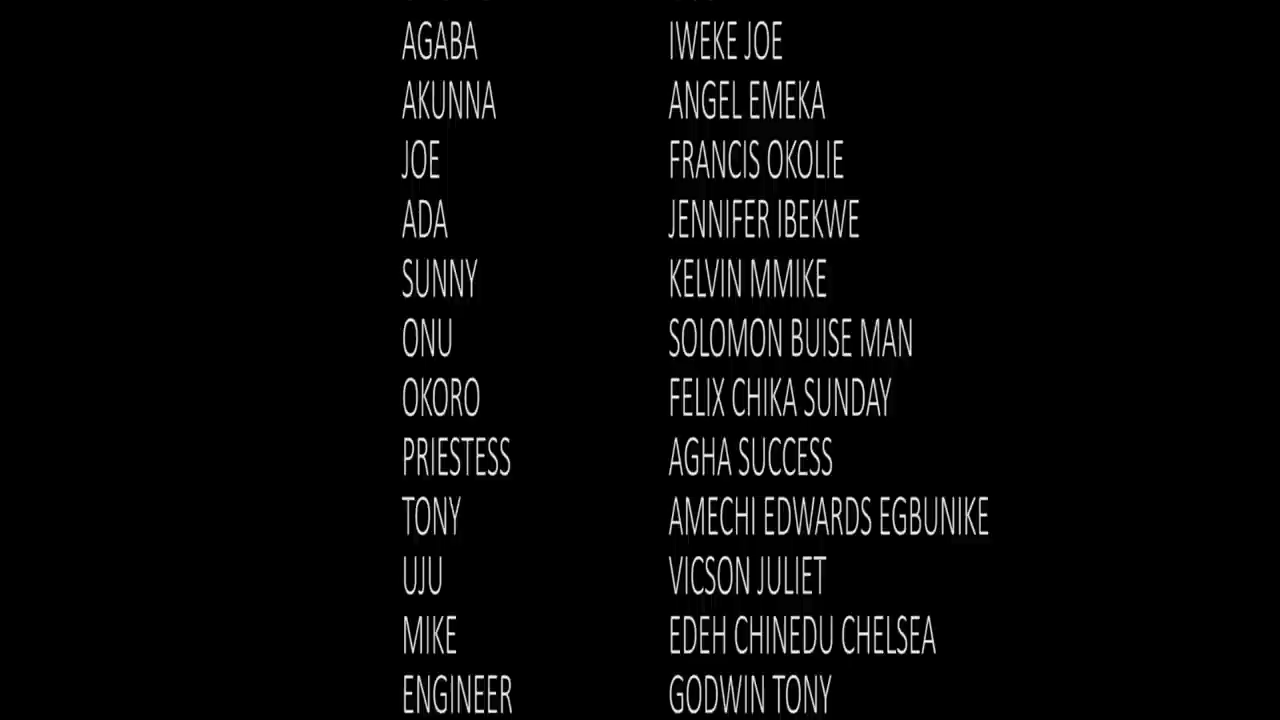 AGABA IWEKE JOE
AKUNNA ANGEL EMEKA
JOE FRANCIS OKOLIE
ADA JENNIFER IBEKWE
SUNNY KELVIN MMIKE
ONU SOLOMON BUISE MAN
OKORO FELIX CHIKA SUNDAY
PRIESTESS AGHA SUCCESS
TONY AMECHI EDWARDS EGBUNIKE
UJU VICSON JULIET
MIKE EDEH CHINEDU CHELSEA
ENGINEER GODWIN TONY